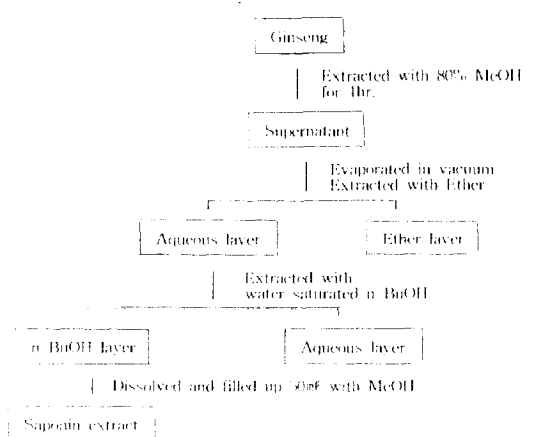 Ginseng
Extracted with 80% MeOH
for 1hr.
Supernatant
Evaporated in vacuum
Extracted with Ether
Aqueous layer
Ether layer
Extracted with
water saturated n BuOH
n BuOH layer
Aqueous layer
Dissolved and filled up 50mℓ with MeOH
Saponin extract